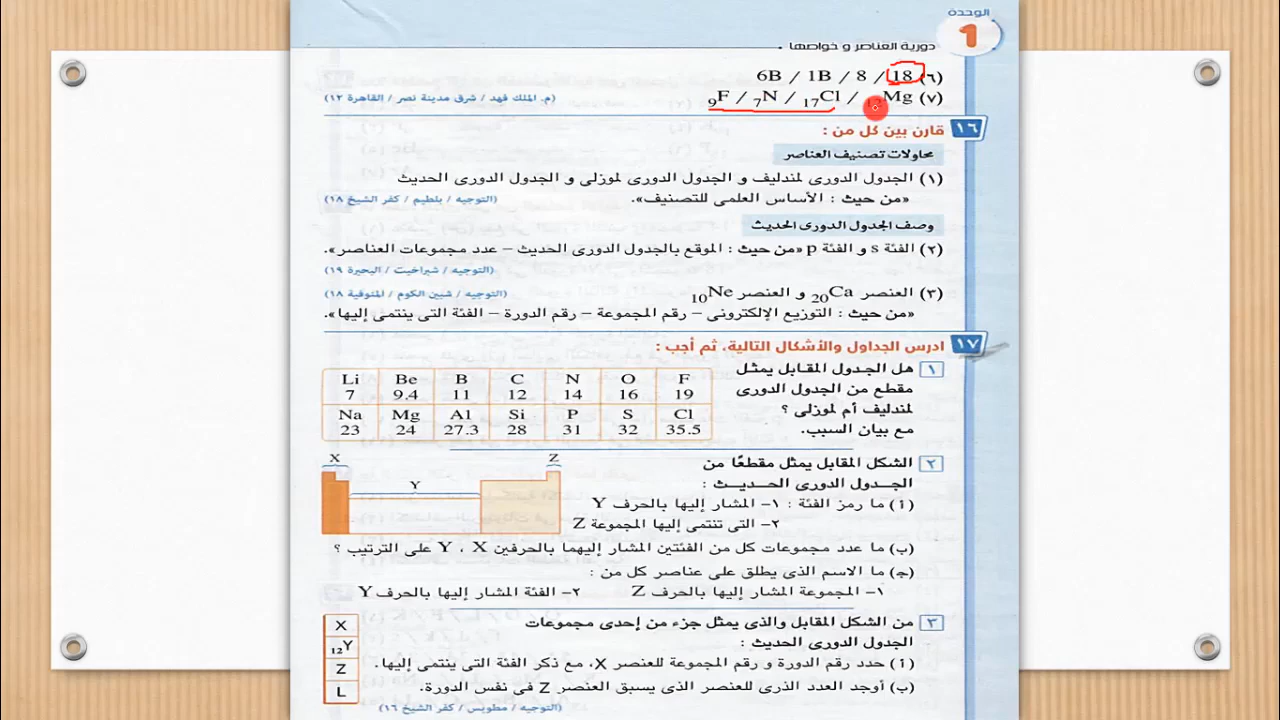 الوحدة
1
دورية العناصر و خواصها .
(٦) 18 / 8 / 1B / 6B
(٧) Mg / 17Cl / 7N / 9F (م. الملك فهد / شرق مدينة نصر / القاهرة ١٢)
١٦ قارن بين كل من :
محاولات تصنيف العناصر
(١) الجدول الدورى لمندليف و الجدول الدورى لموزلى و الجدول الدورى الحديث
«من حيث : الأساس العلمى للتصنيف». (التوجيه / بلطيم / كفر الشيخ ١٨)
وصف الجدول الدورى الحديث
(٢) الفئة s و الفئة p «من حيث : الموقع بالجدول الدورى الحديث – عدد مجموعات العناصر».
(التوجيه / شبراخيت / البحيرة ١٩)
(٣) العنصر 20Ca و العنصر 10Ne (التوجيه / شبين الكوم / المنوفية ١٨)
«من حيث : التوزيع الإلكترونى – رقم المجموعة – رقم الدورة – الفئة التى ينتمى إليها».
١٧ ادرس الجداول والأشكال التالية، ثم أجب :
١ هل الجدول المقابل يمثل
مقطع من الجدول الدورى
لمندليف أم لموزلى ؟
مع بيان السبب.
Li Be B C N O F
7 9.4 11 12 14 16 19
Na Mg Al Si P S Cl
23 24 27.3 28 31 32 35.5
٢ الشكل المقابل يمثل مقطعًا من
الجدول الدورى الحديث :
(أ) ما رمز الفئة : ١- المشار إليها بالحرف Y
٢- التى تنتمى إليها المجموعة Z
X Y Z
(ب) ما عدد مجموعات كل من الفئتين المشار إليهما بالحرفين X ، Y على الترتيب ؟
(ج) ما الاسم الذى يطلق على عناصر كل من :
١- المجموعة المشار إليها بالحرف Z ٢- الفئة المشار إليها بالحرف Y
٣ من الشكل المقابل والذى يمثل جزء من إحدى مجموعات
الجدول الدورى الحديث :
(أ) حدد رقم الدورة و رقم المجموعة للعنصر X، مع ذكر الفئة التى ينتمى إليها.
(ب) أوجد العدد الذرى للعنصر الذى يسبق العنصر Z فى نفس الدورة.
(التوجيه / مطوبس / كفر الشيخ ١٦)
X
12Y
Z
L